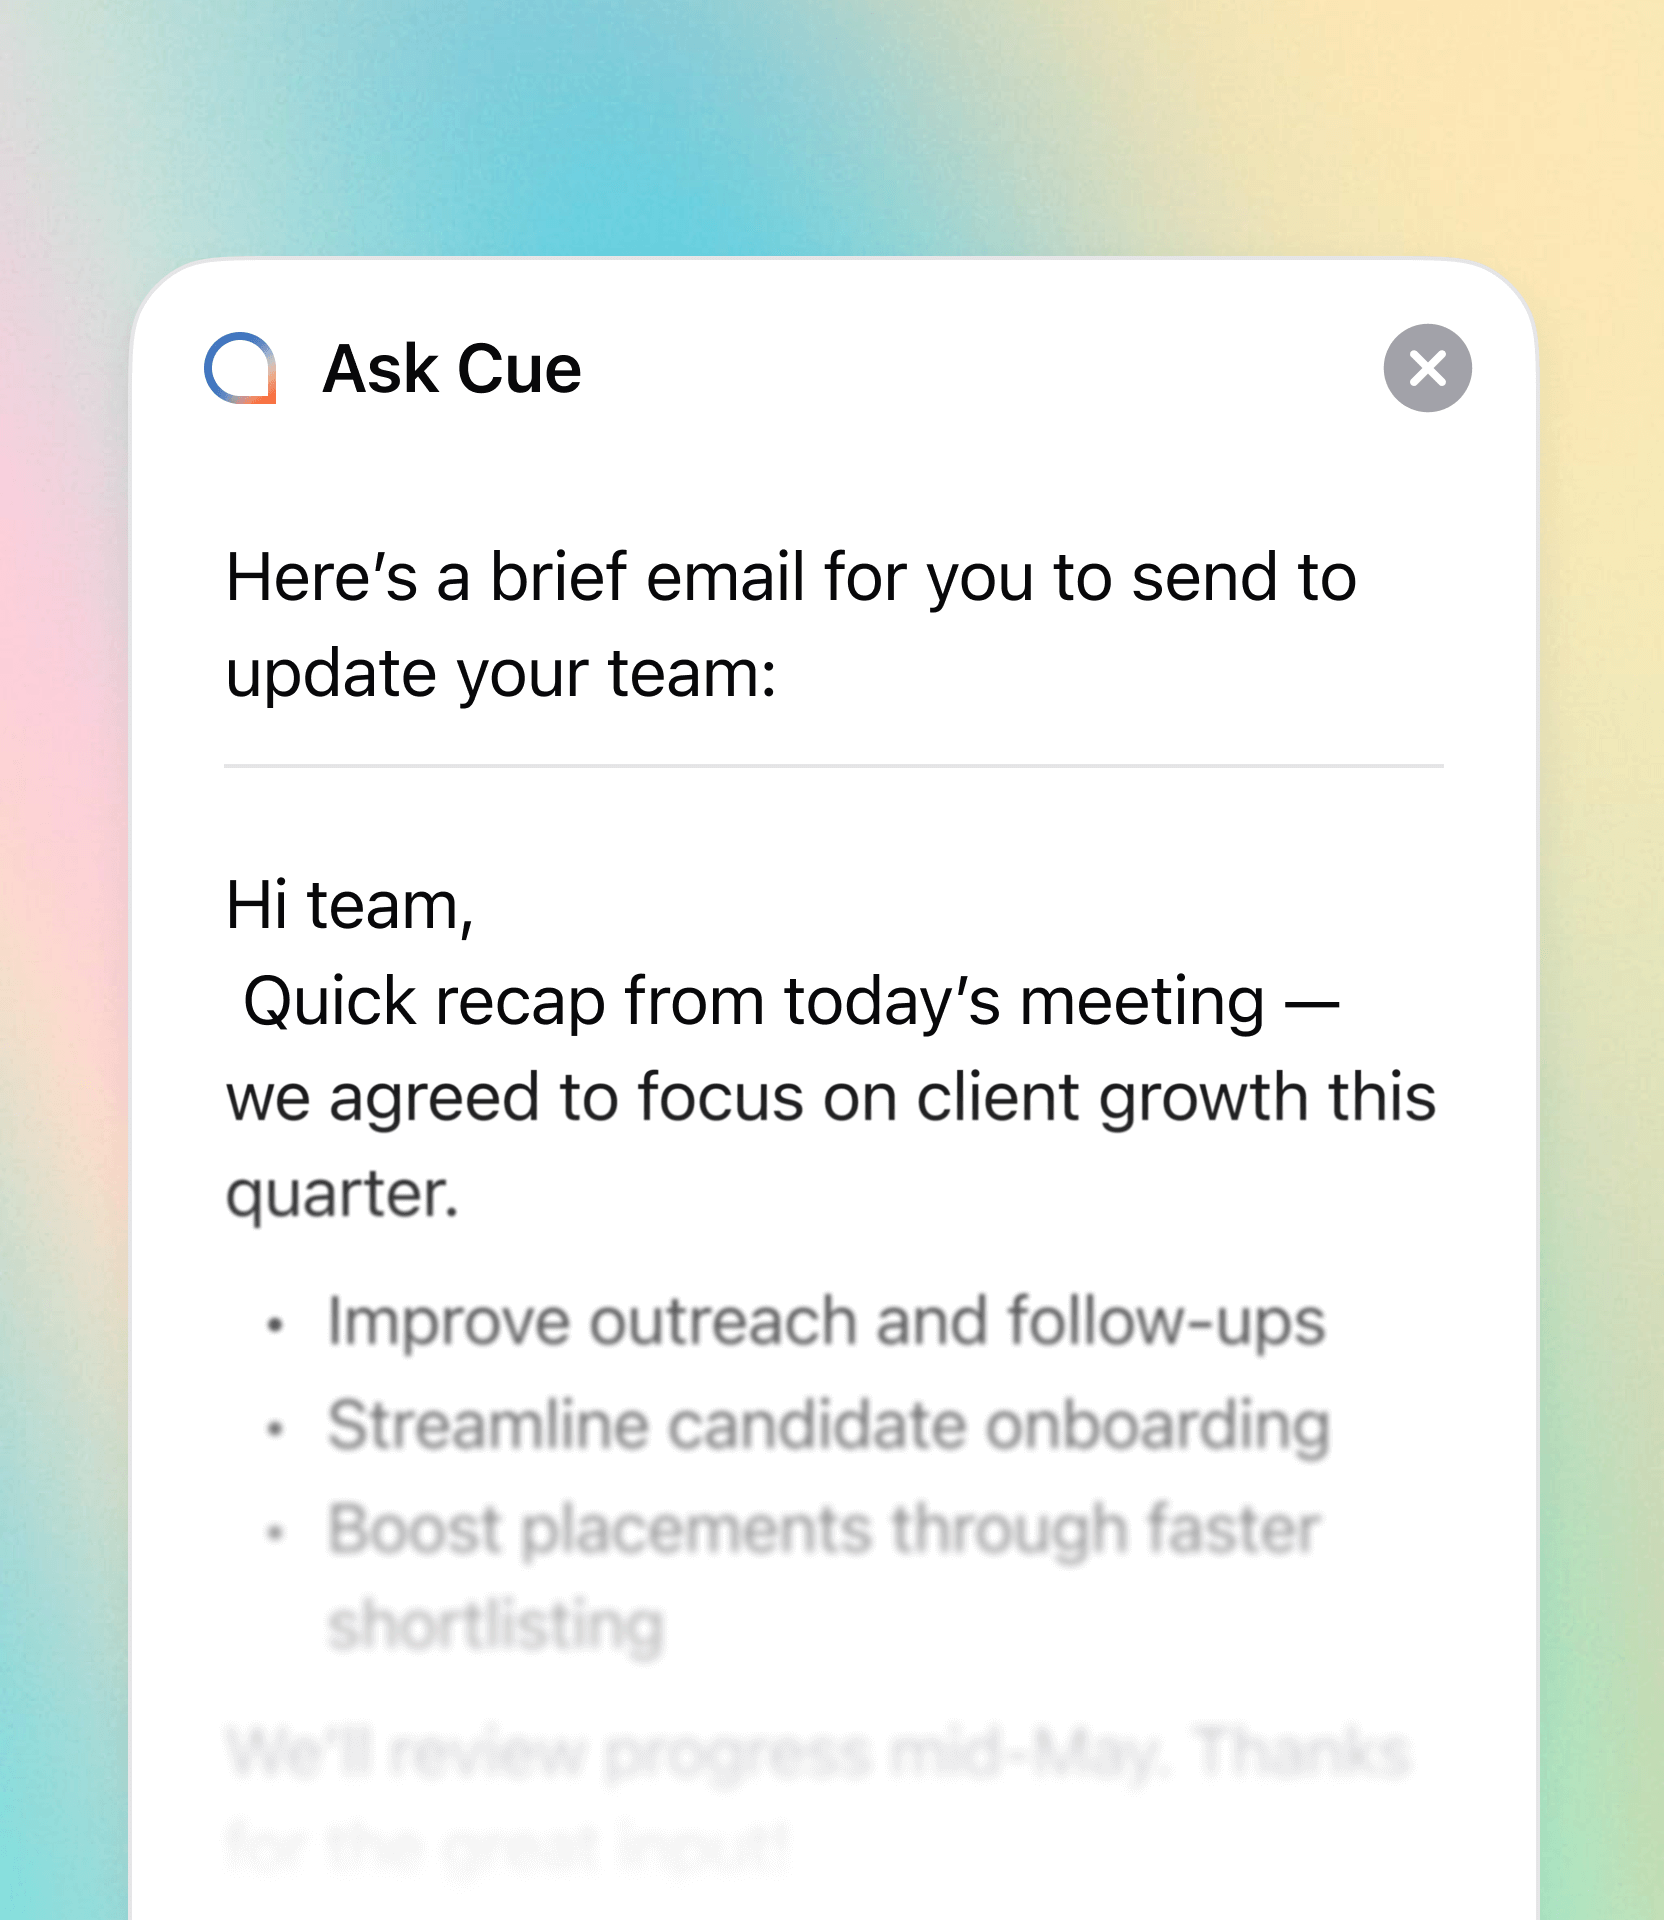 Ask Cue
Here’s a brief email for you to send to
update your team:
Hi team,
Quick recap from today’s meeting —
we agreed to focus on client growth this
quarter.
• Improve outreach and follow-ups
• Streamline candidate onboarding
• Boost placements through faster
shortlisting
We’ll review progress mid-May. Thanks
for the great input!